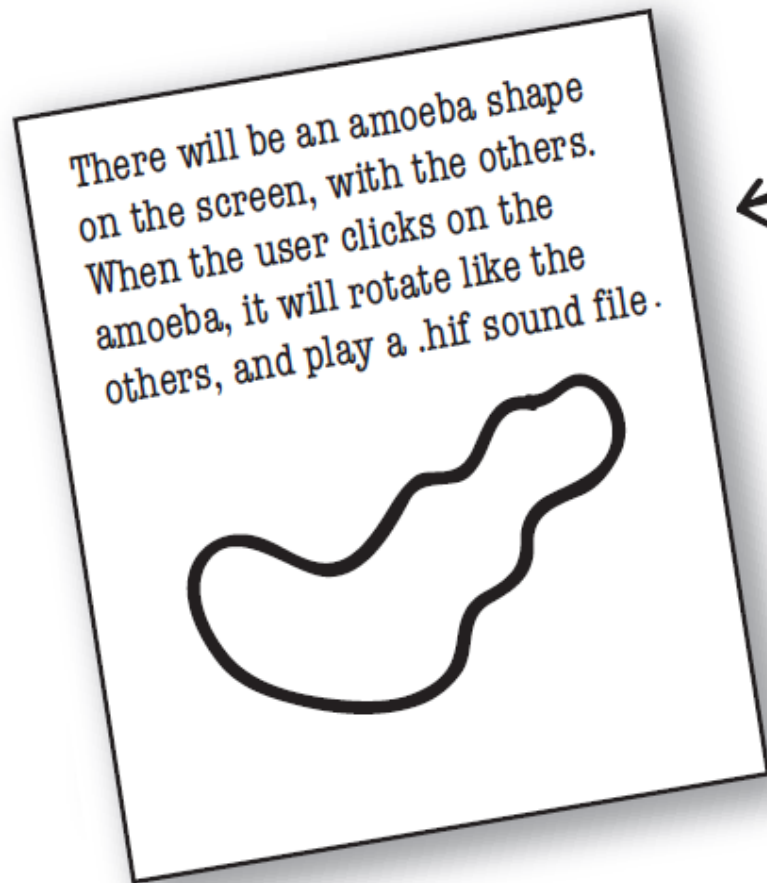 There will be an amoeba shape
on the screen, with the others.
When the user clicks on the
amoeba, it will rotate like the
others, and play a .hif sound file.